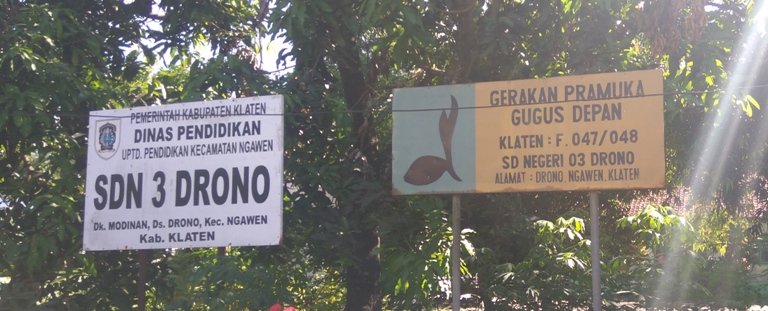 PEMERINTAH KABUPATEN KLATEN
DINAS PENDIDIKAN
UPTD. PENDIDIKAN KECAMATAN NGAWEN
SDN 3 DRONO
Dk. MODINAN, Ds. DRONO, Kec. NGAWEN
Kab. KLATEN
GERAKAN PRAMUKA
GUGUS DEPAN
KLATEN : F. 047/048
SD NEGERI 03 DRONO
ALAMAT : DRONO, NGAWEN, KLATEN